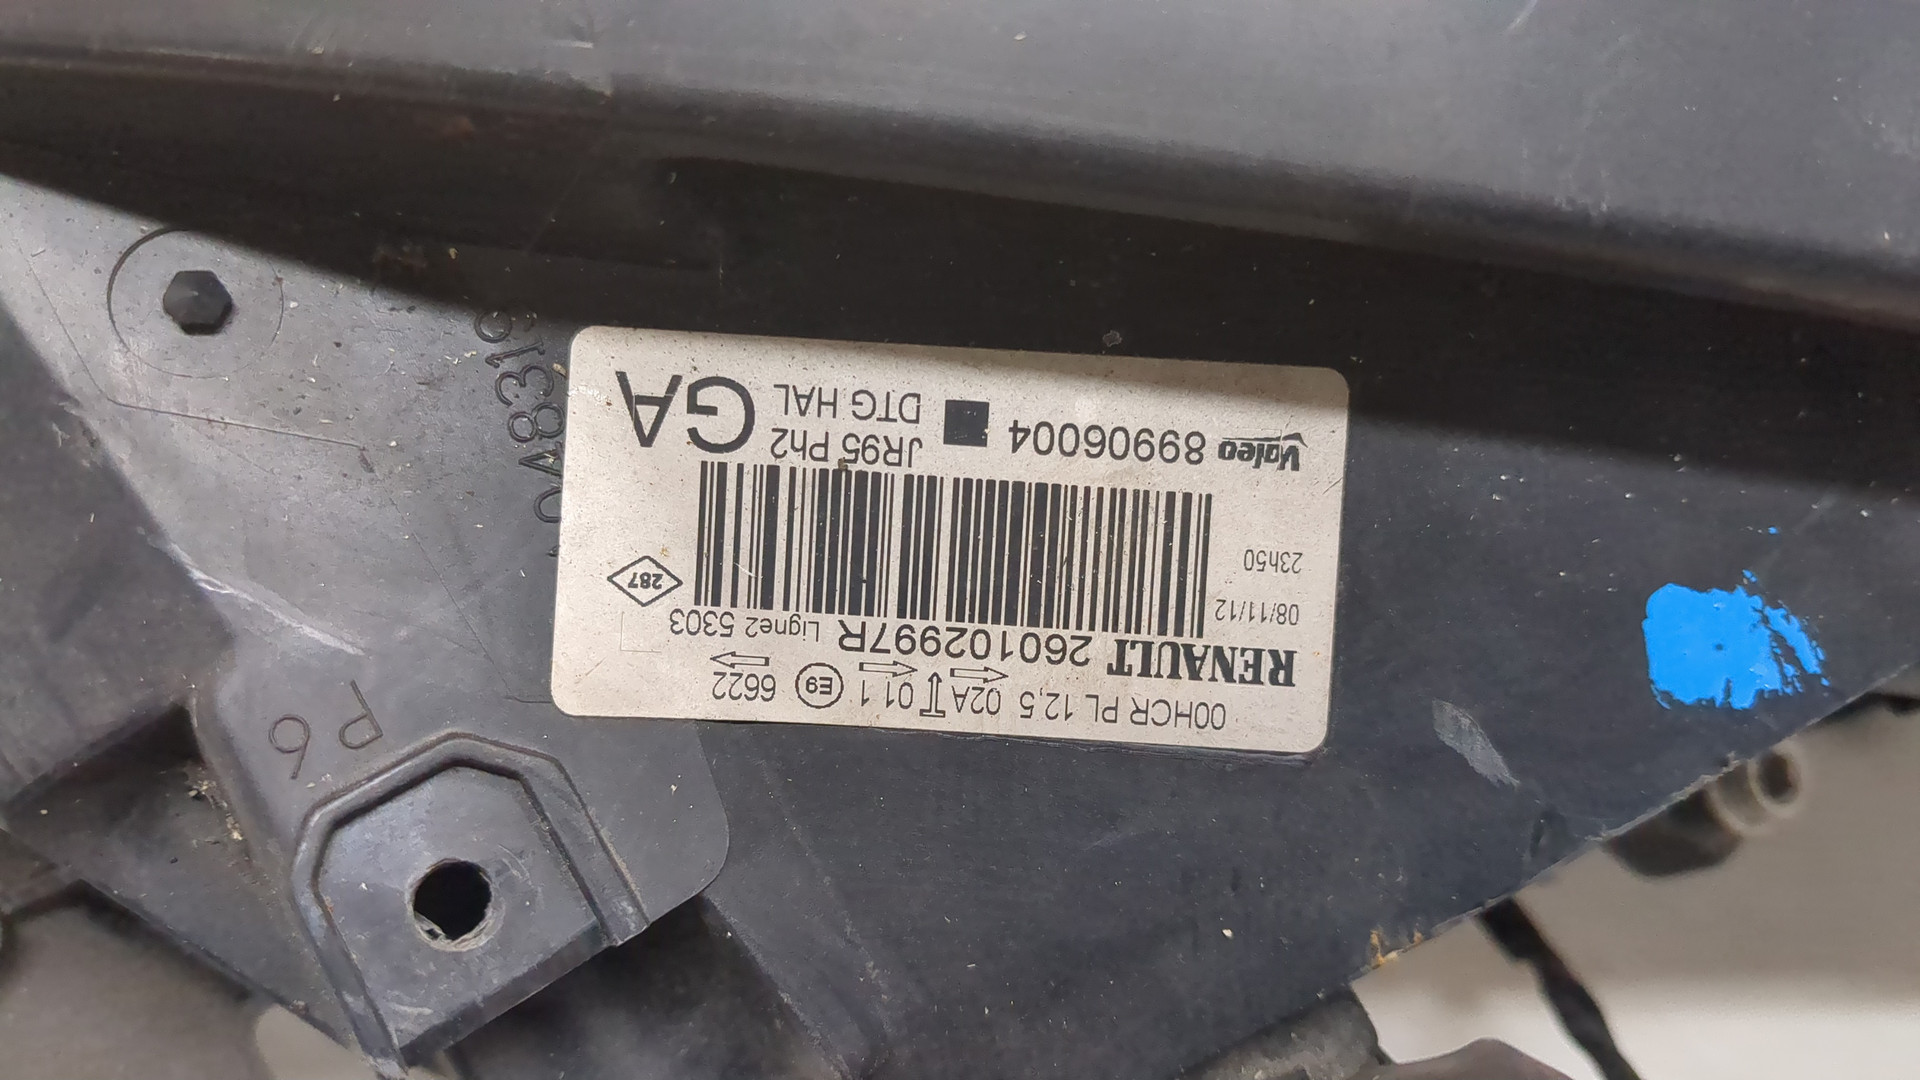 00HCR PL 12,5 02A 01 1 E9 6622
RENAULT 260102997R Ligne2 5303
08/11/12
23h50
287
Valeo 89906004
JR95 Ph2
DTG HAL
GA
P6